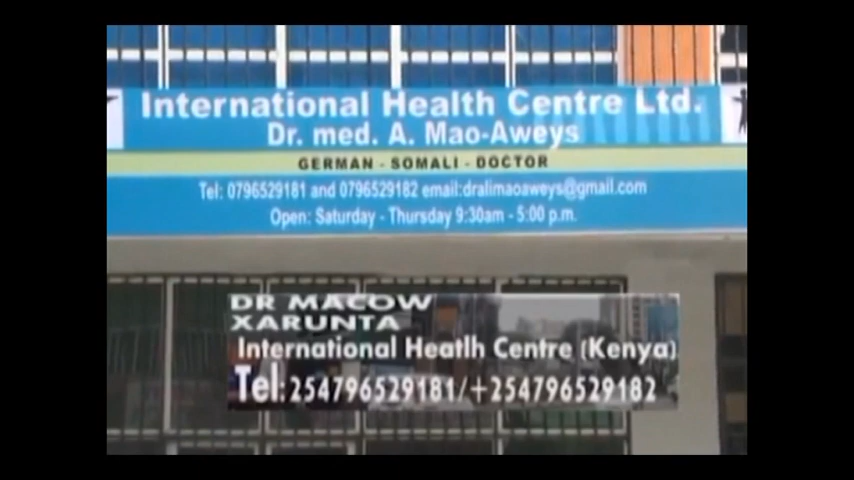 International Health Centre Ltd.
Dr. med. A. Mao-Aweys
GERMAN - SOMALI - DOCTOR
Tel: 0796529181 and 0796529182 email:dralimaoaweys@gmail.com
Open: Saturday - Thursday 9:30am - 5:00 p.m.
DR MACOW
XARUNTA
International Heatlh Centre (Kenya)
Tel:254796529181/+254796529182